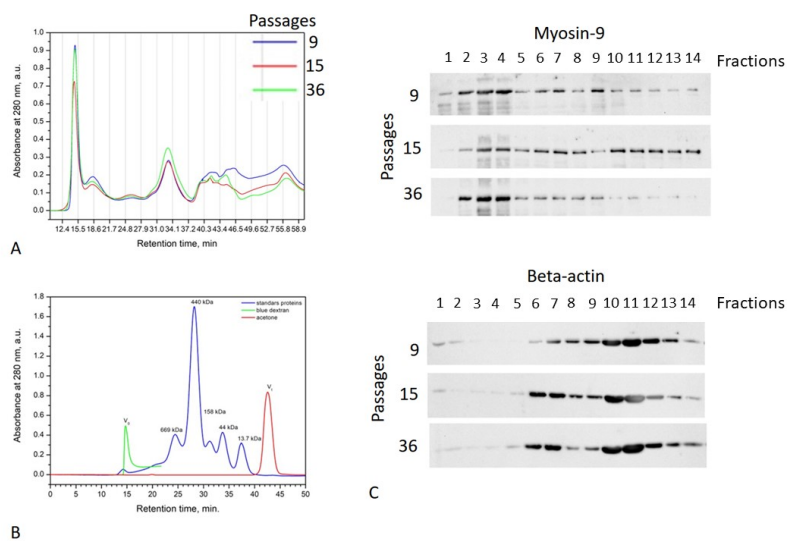 Passages
9
15
36
Absorbance at 280 nm, a.u.
1.0
0.9
0.8
0.7
0.6
0.5
0.4
0.3
0.2
0.1
0.0
12.4 15.5 18.6 21.7 24.8 27.9 31.0 34.1 37.2 40.3 43.4 46.5 49.6 52.7 55.8 58.9
Retention time, min
A
Absorbance at 280 nm, a.u.
1.8
1.6
1.4
1.2
1.0
0.8
0.6
0.4
0.2
0.0
440 kDa
standars proteins
blue dextran
acetone
V0
669 kDa
158 kDa
44 kDa
13.7 kDa
0 5 10 15 20 25 30 35 40 45 50
Retention time, min.
B
Myosin-9
1 2 3 4 5 6 7 8 9 10 11 12 13 14 Fractions
Passages
9
15
36
Beta-actin
1 2 3 4 5 6 7 8 9 10 11 12 13 14 Fractions
Passages
9
15
36
C